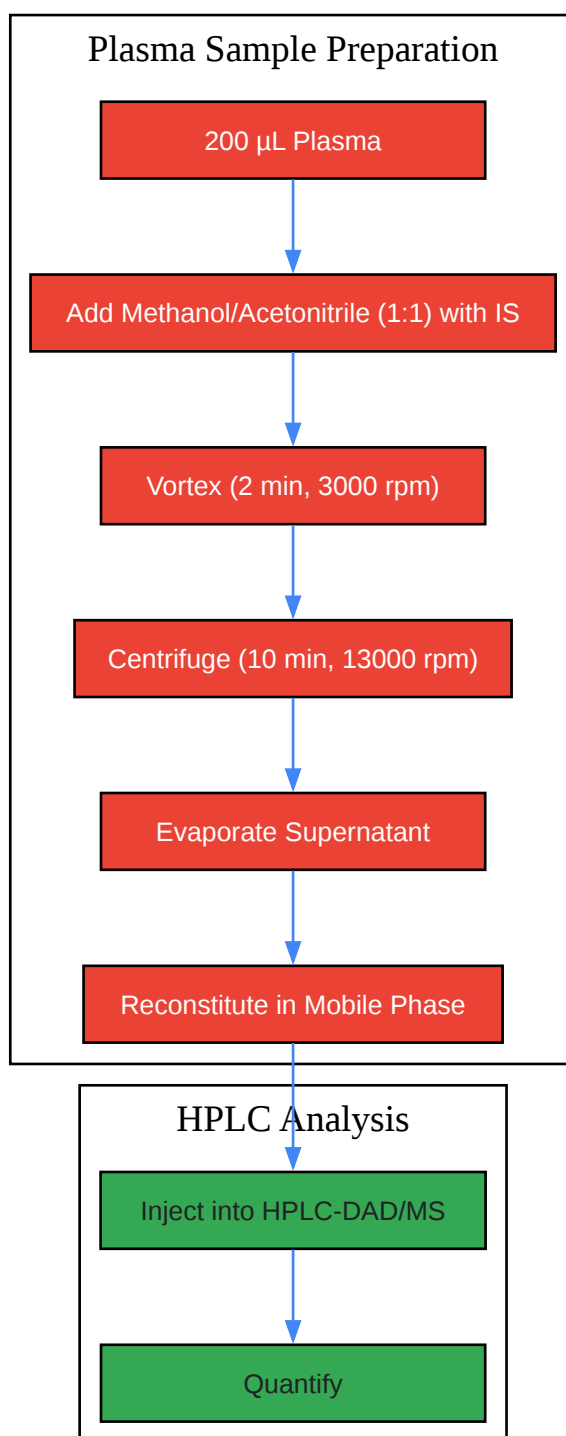 Plasma Sample Preparation
200 µL Plasma
Add Methanol/Acetonitrile (1:1) with IS
Vortex (2 min, 3000 rpm)
Centrifuge (10 min, 13000 rpm)
Evaporate Supernatant
Reconstitute in Mobile Phase
HPLC Analysis
Inject into HPLC-DAD/MS
Quantify